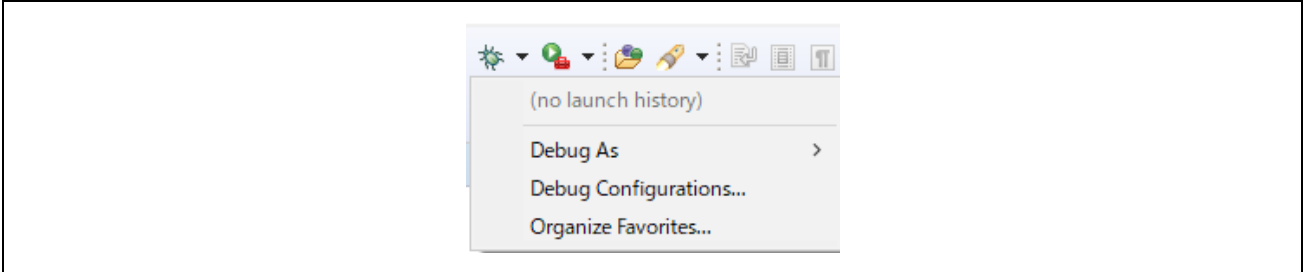 (no launch history)
Debug As
Debug Configurations...
Organize Favorites...